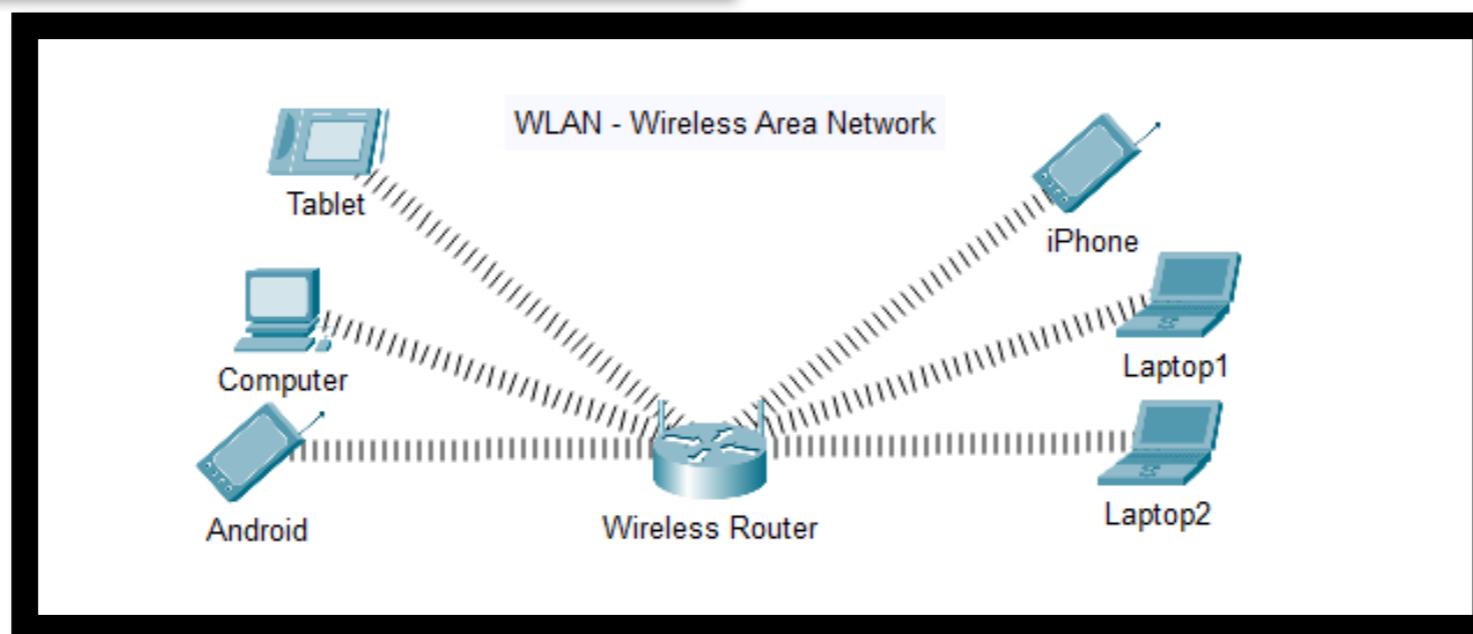 WLAN - Wireless Area Network
Tablet
iPhone
Computer
Laptop1
Android
Wireless Router
Laptop2